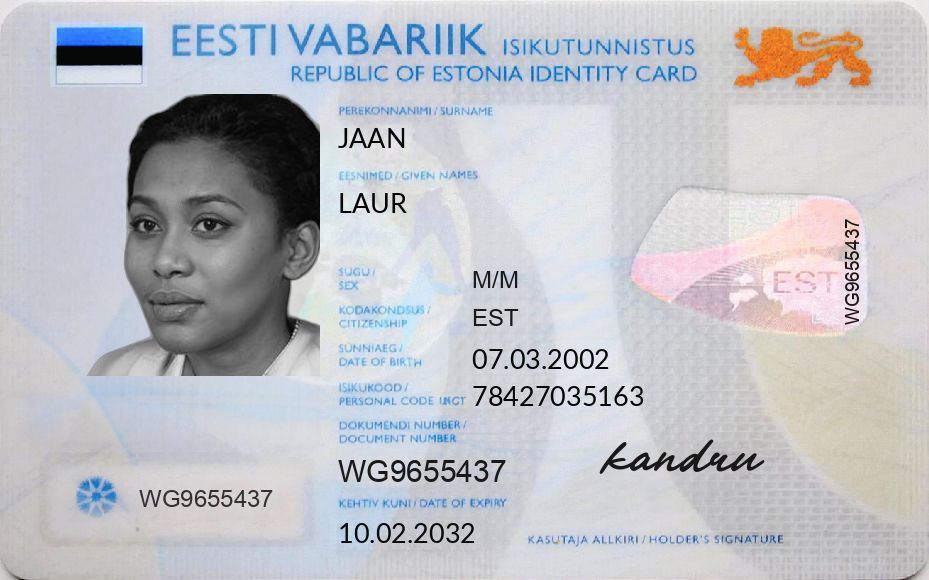 EESTI VABARIIK ISIKUTUNNISTUS
REPUBLIC OF ESTONIA IDENTITY CARD
PEREKONNANIMI / SURNAME
JAAN
EESNIMED / GIVEN NAMES
LAUR
SUGU /
SEX
M/M
KODAKONDSUS /
CITIZENSHIP
EST
SÜNNIAEG /
DATE OF BIRTH
07.03.2002
ISIKUKOOD /
PERSONAL CODE
78427035163
DOKUMENDI NUMBER /
DOCUMENT NUMBER
WG9655437
KEHTIV KUNI / DATE OF EXPIRY
10.02.2032
WG9655437
EST
WG9655437
kandru
KASUTAJA ALLKIRI / HOLDER'S SIGNATURE